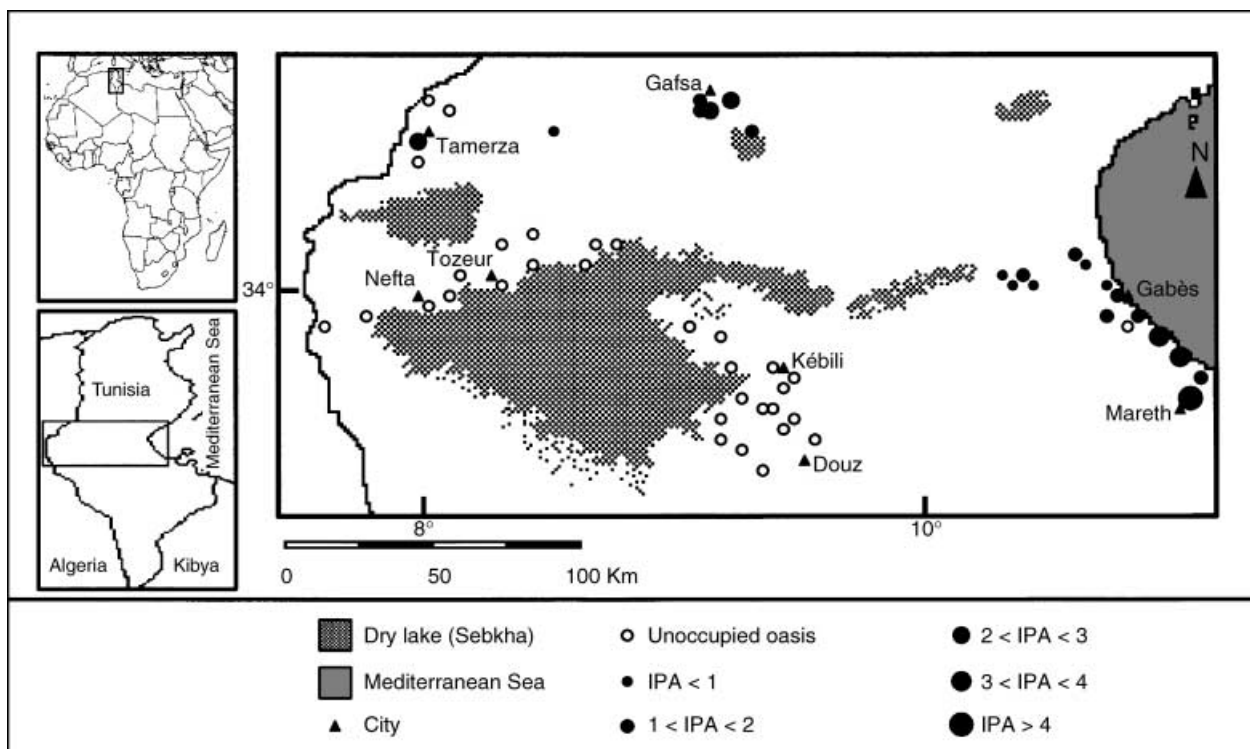 Gafsa
Tamerza
N
Tozeur
Nefta
34°
Gabès
Kébili
Mareth
Douz
8°
10°
Tunisia
Mediterranean Sea
Algeria
Kibya
0 50 100 Km
Dry lake (Sebkha)
Unoccupied oasis
2 < IPA < 3
Mediterranean Sea
IPA < 1
3 < IPA < 4
City
1 < IPA < 2
IPA > 4